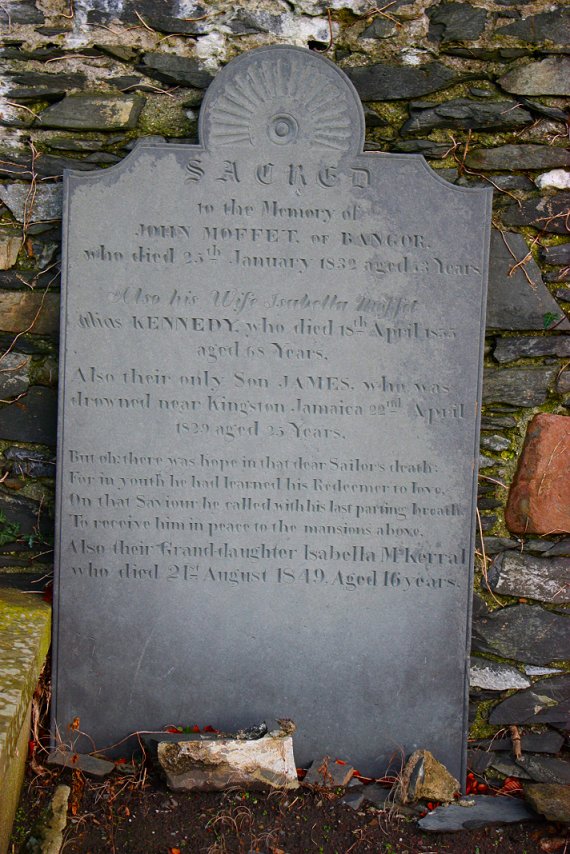 SACRED
to the Memory of
JOHN MOFFET, of BANGOR,
who died 25th January 1832 aged 63 Years
Also his Wife Isabella Moffet
Alias KENNEDY, who died 18th April 1855
aged 68 Years.
Also their only Son JAMES, who was
drowned near Kingston Jamaica 22nd April
1829 aged 25 Years.
But oh: there was hope in that dear Sailor's death;
For in youth he had learned his Redeemer to love,
On that Saviour he called with his last parting breath
To receive him in peace to the mansions above.
Also their Granddaughter Isabella McKerral
who died 21st August 1849, Aged 16 years.